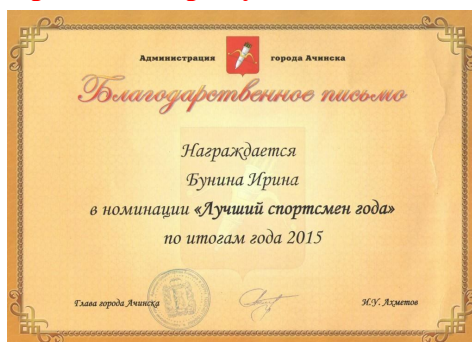 Администрация города Ачинска
Благодарственное письмо
Награждается
Бунина Ирина
в номинации «Лучший спортсмен года»
по итогам года 2015
Глава города Ачинска И.У. Ахметов